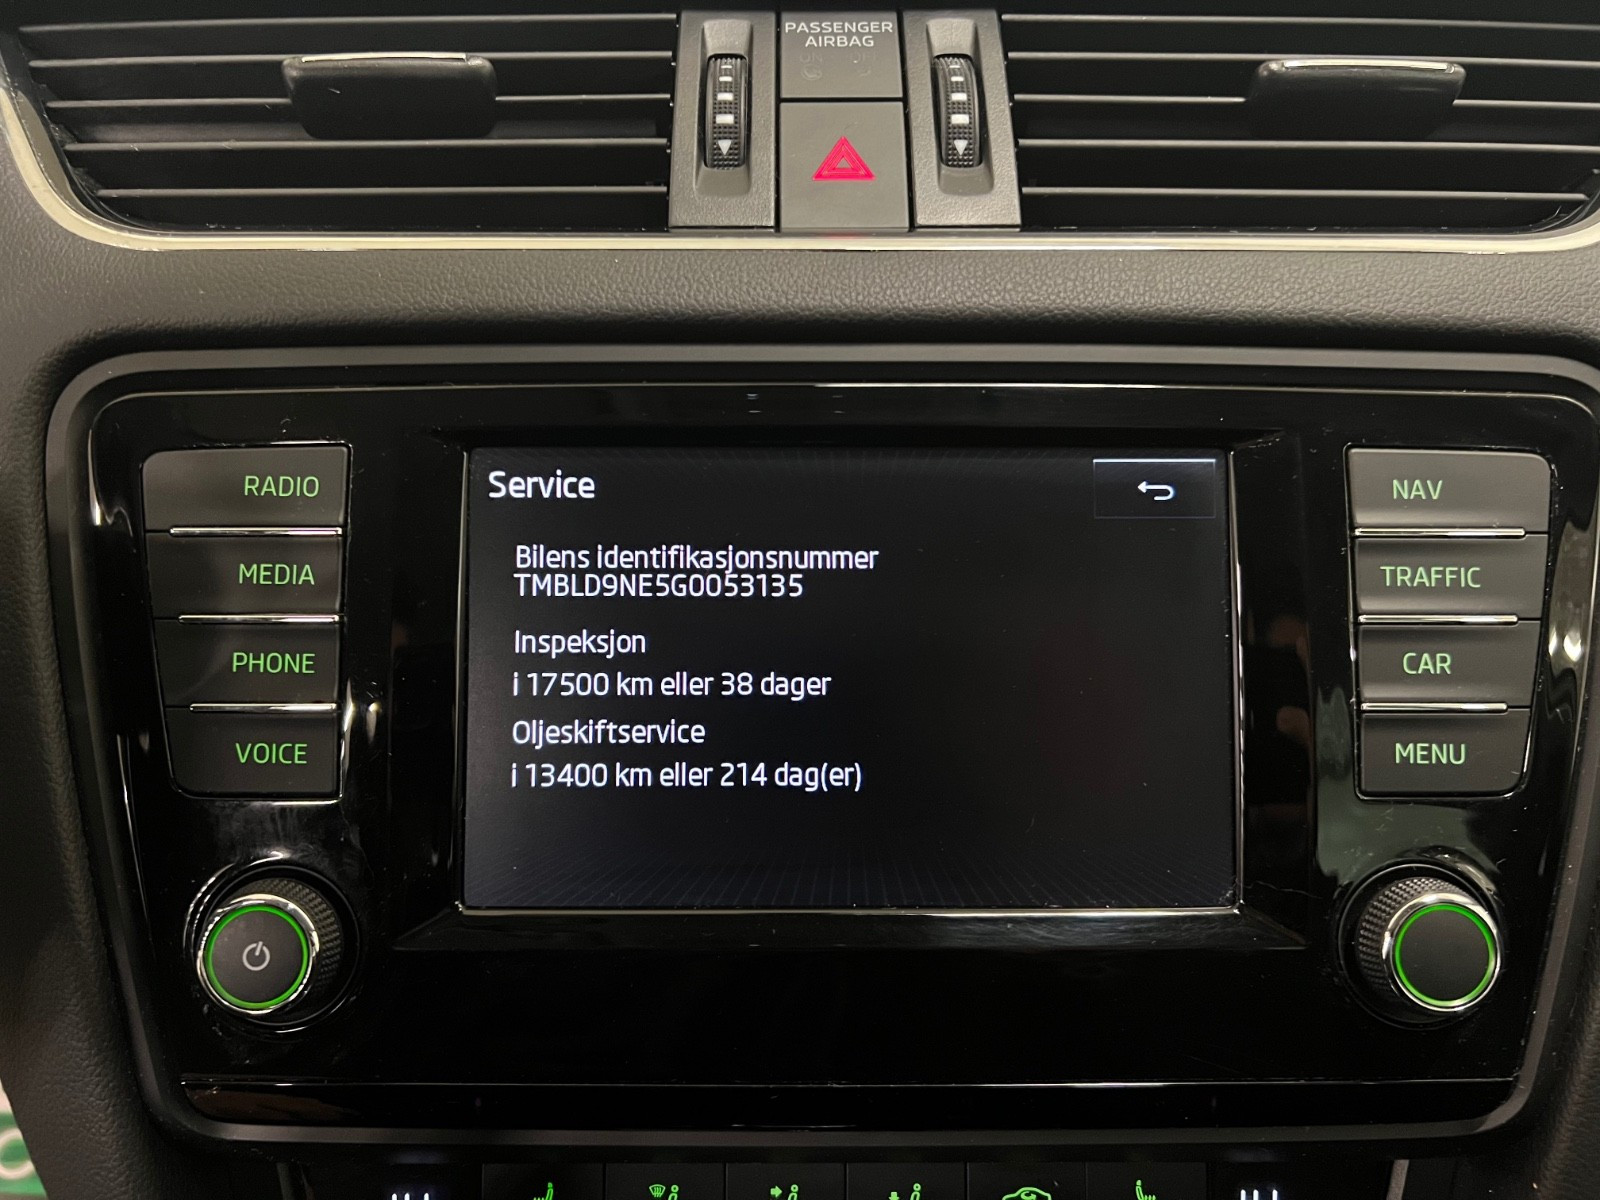 PASSENGER
AIRBAG
Service
Bilens identifikasjonsnummer
TMBLD9NE5G0053135
Inspeksjon
i 17500 km eller 38 dager
Oljeskiftservice
i 13400 km eller 214 dag(er)
RADIO
MEDIA
PHONE
VOICE
NAV
TRAFFIC
CAR
MENU